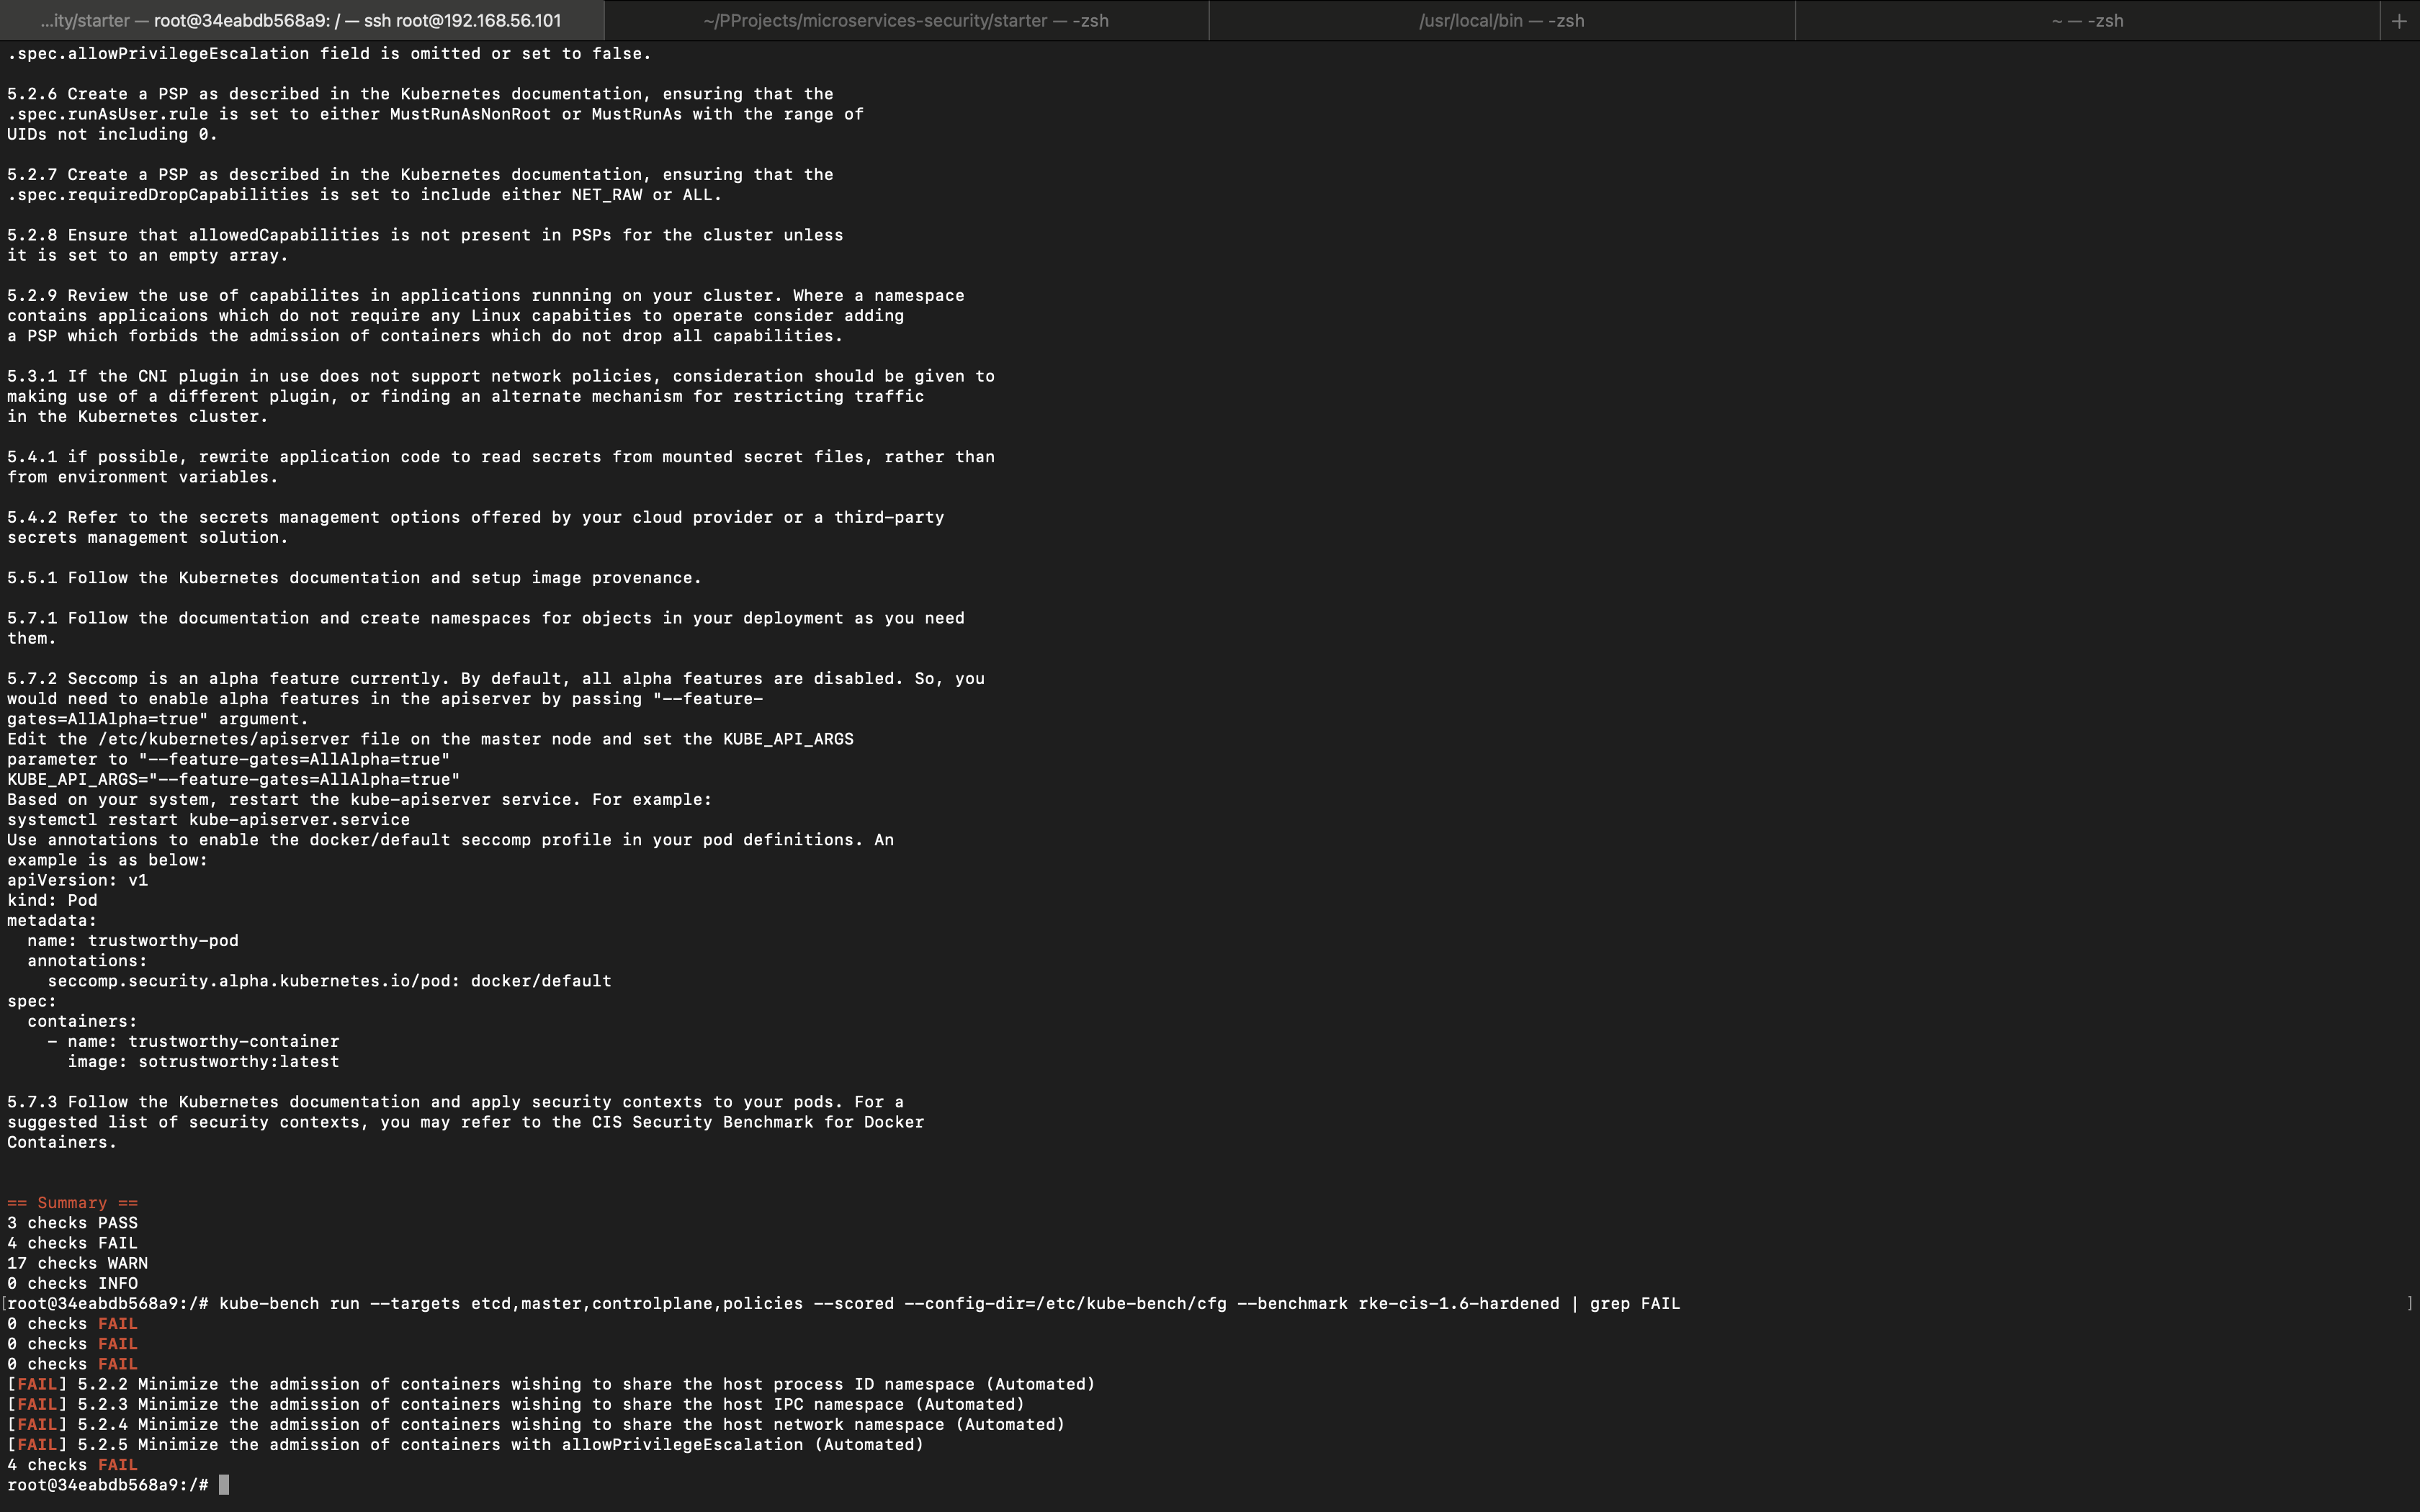 ...ity/starter — root@34eabdb568a9: / — ssh root@192.168.56.101
~/PProjects/microservices-security/starter — -zsh
/usr/local/bin — -zsh
~ — -zsh
+
.spec.allowPrivilegeEscalation field is omitted or set to false.
5.2.6 Create a PSP as described in the Kubernetes documentation, ensuring that the
.spec.runAsUser.rule is set to either MustRunAsNonRoot or MustRunAs with the range of
UIDs not including 0.
5.2.7 Create a PSP as described in the Kubernetes documentation, ensuring that the
.spec.requiredDropCapabilities is set to include either NET_RAW or ALL.
5.2.8 Ensure that allowedCapabilities is not present in PSPs for the cluster unless
it is set to an empty array.
5.2.9 Review the use of capabilites in applications runnning on your cluster. Where a namespace
contains applicaions which do not require any Linux capabities to operate consider adding
a PSP which forbids the admission of containers which do not drop all capabilities.
5.3.1 If the CNI plugin in use does not support network policies, consideration should be given to
making use of a different plugin, or finding an alternate mechanism for restricting traffic
in the Kubernetes cluster.
5.4.1 if possible, rewrite application code to read secrets from mounted secret files, rather than
from environment variables.
5.4.2 Refer to the secrets management options offered by your cloud provider or a third-party
secrets management solution.
5.5.1 Follow the Kubernetes documentation and setup image provenance.
5.7.1 Follow the documentation and create namespaces for objects in your deployment as you need
them.
5.7.2 Seccomp is an alpha feature currently. By default, all alpha features are disabled. So, you
would need to enable alpha features in the apiserver by passing "--feature-
gates=AllAlpha=true" argument.
Edit the /etc/kubernetes/apiserver file on the master node and set the KUBE_API_ARGS
parameter to "--feature-gates=AllAlpha=true"
KUBE_API_ARGS="--feature-gates=AllAlpha=true"
Based on your system, restart the kube-apiserver service. For example:
systemctl restart kube-apiserver.service
Use annotations to enable the docker/default seccomp profile in your pod definitions. An
example is as below:
apiVersion: v1
kind: Pod
metadata:
  name: trustworthy-pod
  annotations:
    seccomp.security.alpha.kubernetes.io/pod: docker/default
spec:
  containers:
    - name: trustworthy-container
      image: sotrustworthy:latest
5.7.3 Follow the Kubernetes documentation and apply security contexts to your pods. For a
suggested list of security contexts, you may refer to the CIS Security Benchmark for Docker
Containers.
== Summary ==
3 checks PASS
4 checks FAIL
17 checks WARN
0 checks INFO
[root@34eabdb568a9:/# kube-bench run --targets etcd,master,controlplane,policies --scored --config-dir=/etc/kube-bench/cfg --benchmark rke-cis-1.6-hardened | grep FAIL ]
0 checks FAIL
0 checks FAIL
0 checks FAIL
[FAIL] 5.2.2 Minimize the admission of containers wishing to share the host process ID namespace (Automated)
[FAIL] 5.2.3 Minimize the admission of containers wishing to share the host IPC namespace (Automated)
[FAIL] 5.2.4 Minimize the admission of containers wishing to share the host network namespace (Automated)
[FAIL] 5.2.5 Minimize the admission of containers with allowPrivilegeEscalation (Automated)
4 checks FAIL
root@34eabdb568a9:/#